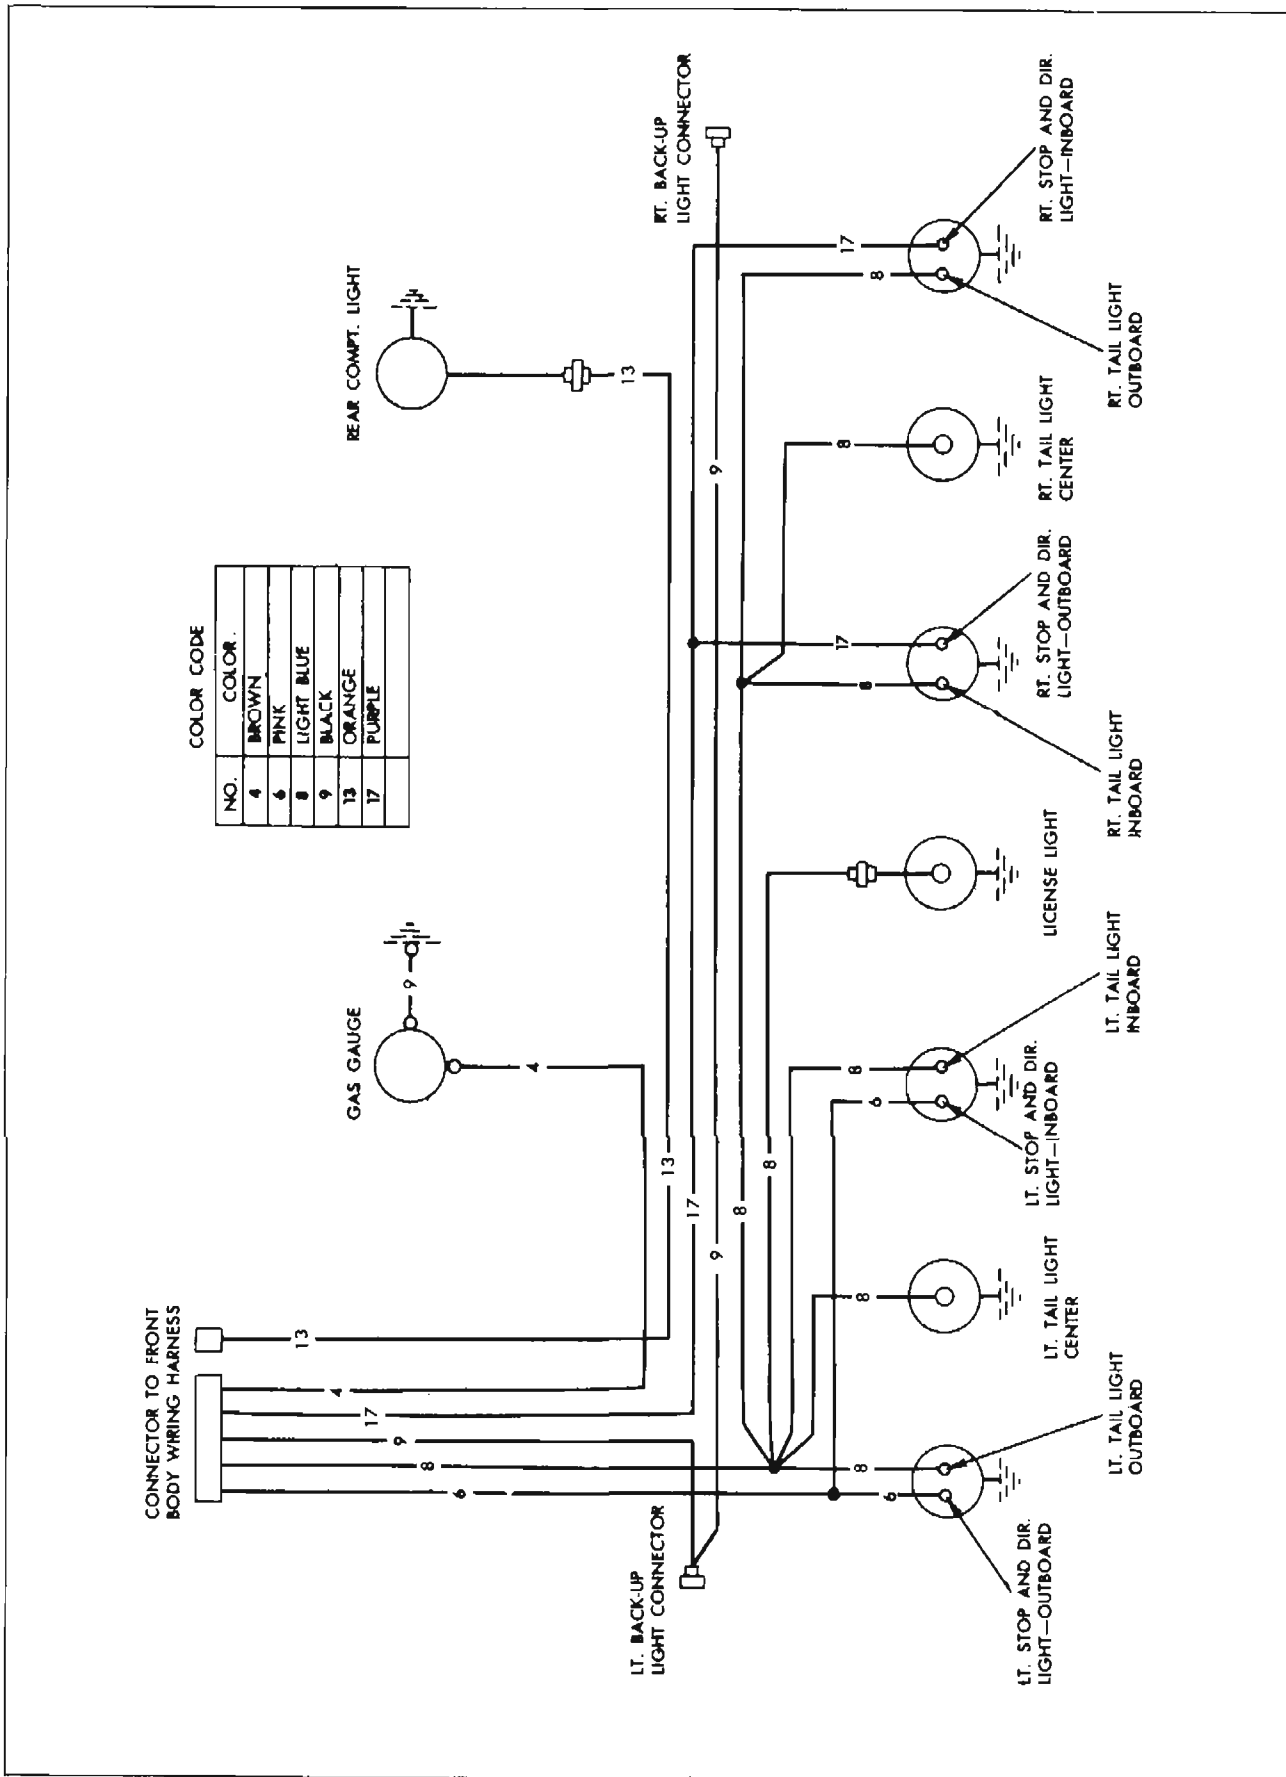 CONNECTOR TO FRONT
BODY WIRING HARNESS
COLOR CODE
NO. COLOR.
4 BROWN
6 PINK
8 LIGHT BLUE
9 BLACK
13 ORANGE
17 PURPLE
GAS GAUGE
REAR COMPT. LIGHT
6
8
9
17
4
13
4
9
13
LT. BACK-UP
LIGHT CONNECTOR
RT. BACK-UP
LIGHT CONNECTOR
13
17
9
9
8
8
6
8
8
6
8
8
17
8
8
17
LT. STOP AND DIR.
LIGHT—OUTBOARD
LT. TAIL LIGHT
OUTBOARD
LT. TAIL LIGHT
CENTER
LT. STOP AND DIR.
LIGHT—INBOARD
LT. TAIL LIGHT
INBOARD
LICENSE LIGHT
RT. TAIL LIGHT
INBOARD
RT. STOP AND DIR.
LIGHT—OUTBOARD
RT. TAIL LIGHT
CENTER
RT. TAIL LIGHT
OUTBOARD
RT. STOP AND DIR.
LIGHT—INBOARD